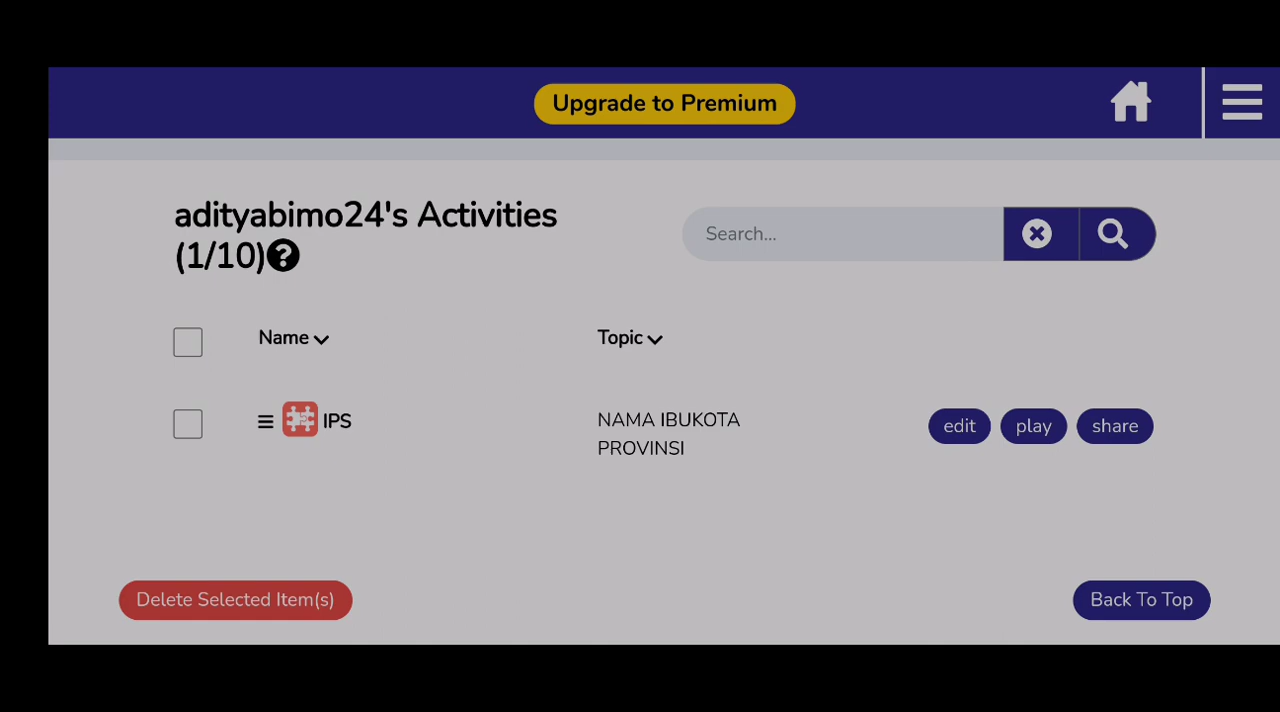 Upgrade to Premium
adityabimo24's Activities
(1/10)
Search...
Name
Topic
IPS
NAMA IBUKOTA
PROVINSI
edit
play
share
Delete Selected Item(s)
Back To Top